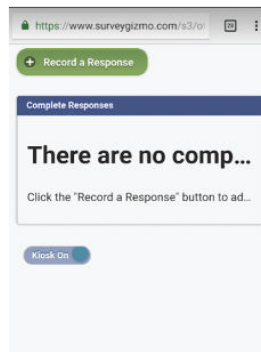 https://www.surveygizmo.com/s3/o
20
Record a Response
Complete Responses
There are no comp...
Click the "Record a Response" button to ad...
Kiosk On